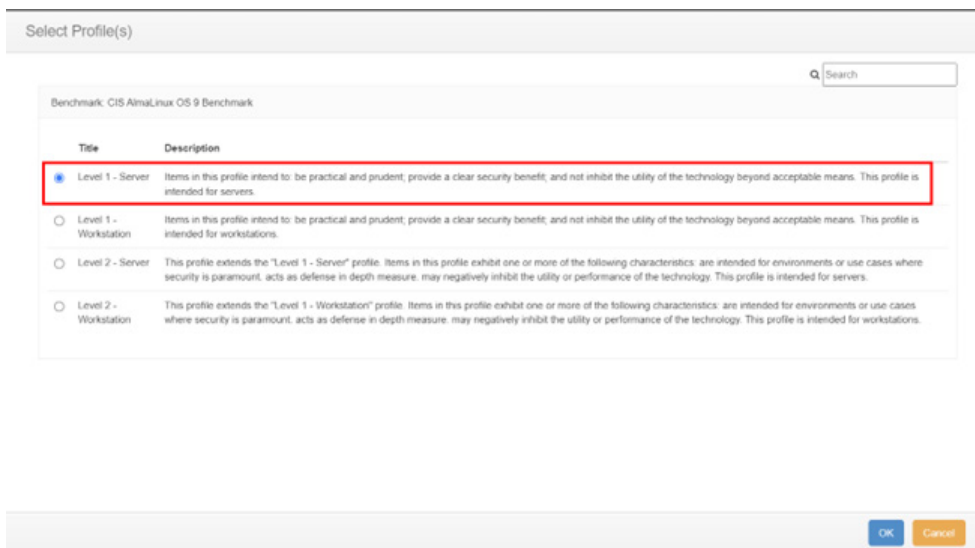 Select Profile(s)
Search
Benchmark: CIS AlmaLinux OS 9 Benchmark
Title Description
Level 1 - Server Items in this profile intend to: be practical and prudent; provide a clear security benefit; and not inhibit the utility of the technology beyond acceptable means. This profile is
intended for servers.
Level 1 - Items in this profile intend to: be practical and prudent; provide a clear security benefit; and not inhibit the utility of the technology beyond acceptable means. This profile is
Workstation intended for workstations.
Level 2 - Server This profile extends the "Level 1 - Server" profile. Items in this profile exhibit one or more of the following characteristics: are intended for environments or use cases where
security is paramount. acts as defense in depth measure. may negatively inhibit the utility or performance of the technology. This profile is intended for servers.
Level 2 - This profile extends the "Level 1 - Workstation" profile. Items in this profile exhibit one or more of the following characteristics: are intended for environments or use cases
Workstation where security is paramount. acts as defense in depth measure. may negatively inhibit the utility or performance of the technology. This profile is intended for workstations.
OK Cancel